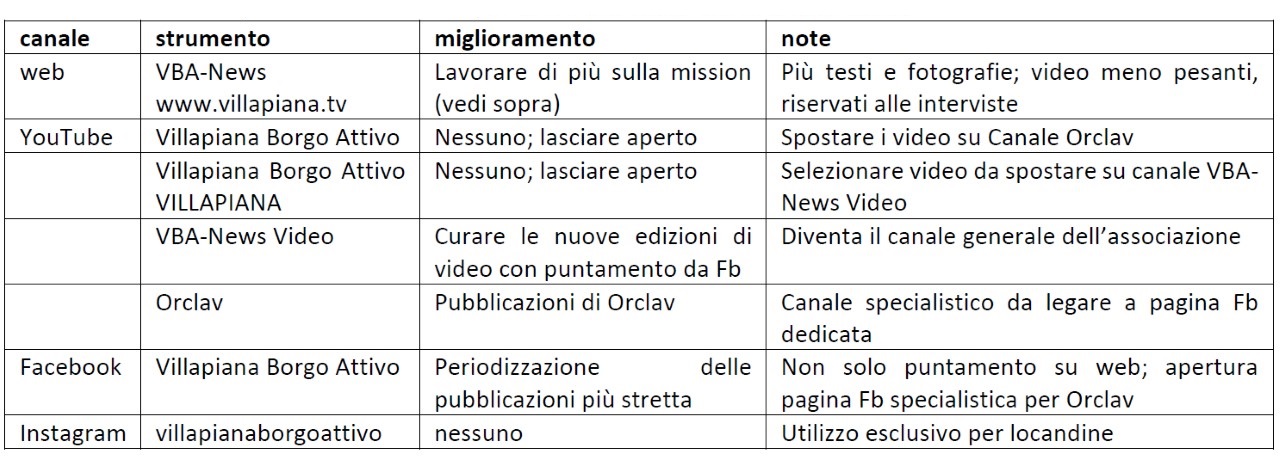 canale strumento miglioramento note
web VBA-News Lavorare di più sulla mission Più testi e fotografie; video meno pesanti,
www.villapiana.tv (vedi sopra) riservati alle interviste
YouTube Villapiana Borgo Attivo Nessuno; lasciare aperto Spostare i video su Canale Orclav
Villapiana Borgo Attivo Nessuno; lasciare aperto Selezionare video da spostare su canale VBA-
VILLAPIANA News Video
VBA-News Video Curare le nuove edizioni di Diventa il canale generale dell’associazione
video con puntamento da Fb
Orclav Pubblicazioni di Orclav Canale specialistico da legare a pagina Fb
dedicata
Facebook Villapiana Borgo Attivo Periodizzazione delle Non solo puntamento su web; apertura
pubblicazioni più stretta pagina Fb specialistica per Orclav
Instagram villapianaborgoattivo nessuno Utilizzo esclusivo per locandine